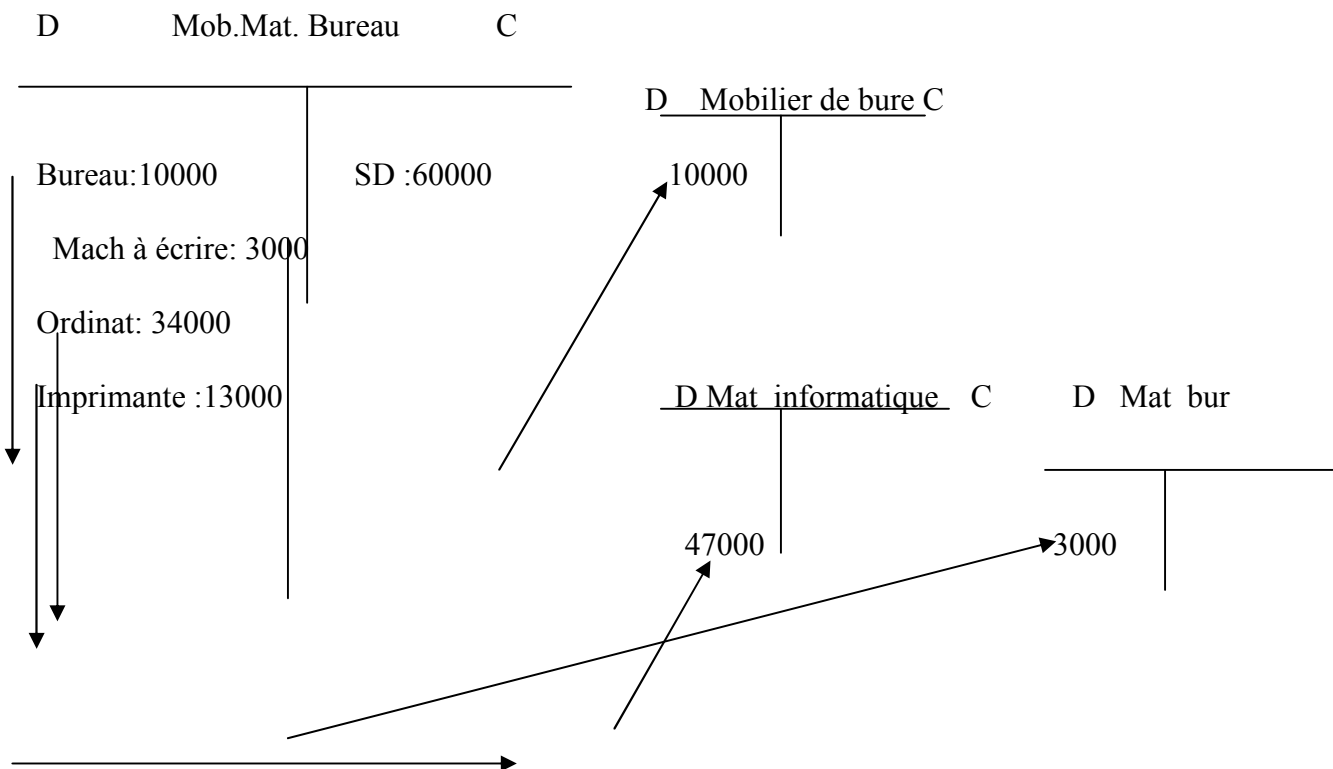 D Mob.Mat. Bureau C
D Mobilier de bure C
Bureau:10000 SD :60000 10000
Mach à écrire: 3000
Ordinat: 34000
Imprimante :13000 D Mat informatique C D Mat bur
47000 3000